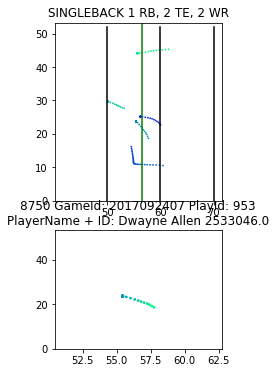 SINGLEBACK 1 RB, 2 TE, 2 WR
50
40
30
20
10
0
50 60 70
8750 GameId: 2017092407 PlayId: 953
PlayerName + ID: Dwayne Allen 2533046.0
40
20
0
52.5 55.0 57.5 60.0 62.5